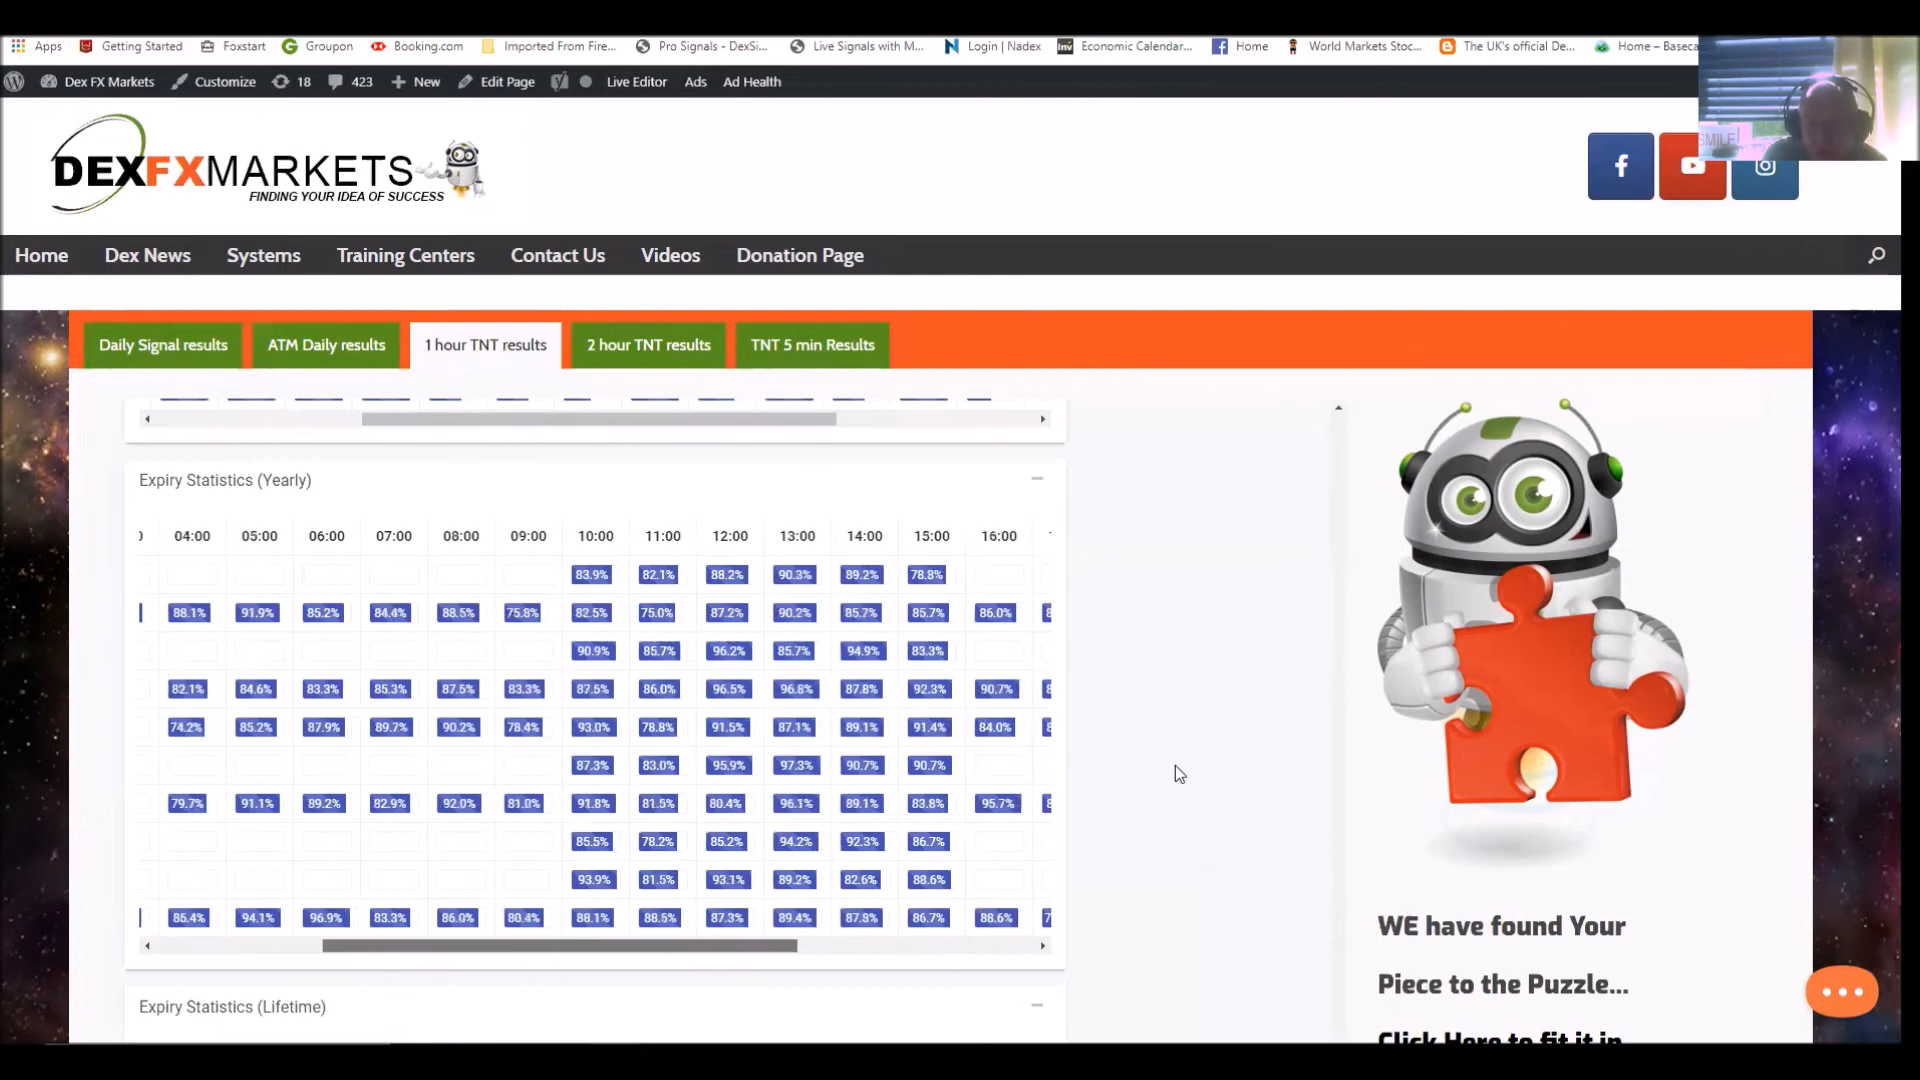 Apps Getting Started Foxstart Groupon Booking.com Imported From Fire... Pro Signals - DexSi... Live Signals with M... Login | Nadex Economic Calendar... Home World Markets Stoc... The UK's official De... Home – Baseca
Dex FX Markets Customize 18 423 New Edit Page Live Editor Ads Ad Health
SMILE!
DEXFXMARKETS
FINDING YOUR IDEA OF SUCCESS
Home Dex News Systems Training Centers Contact Us Videos Donation Page
Daily Signal results ATM Daily results 1 hour TNT results 2 hour TNT results TNT 5 min Results
Expiry Statistics (Yearly)
04:00 05:00 06:00 07:00 08:00 09:00 10:00 11:00 12:00 13:00 14:00 15:00 16:00
83.9% 82.1% 88.2% 90.3% 89.2% 78.8%
88.1% 91.9% 85.2% 84.4% 88.5% 75.8% 82.5% 75.0% 87.2% 90.2% 85.7% 85.7% 86.0%
90.9% 85.7% 96.2% 85.7% 94.9% 83.3%
82.1% 84.6% 83.3% 85.3% 87.5% 83.3% 87.5% 86.0% 96.5% 96.8% 87.8% 92.3% 90.7%
74.2% 85.2% 87.9% 89.7% 90.2% 78.4% 93.0% 78.8% 91.5% 87.1% 89.1% 91.4% 84.0%
87.3% 83.0% 95.9% 97.3% 90.7% 90.7%
79.7% 91.1% 89.2% 82.9% 92.0% 81.0% 91.8% 81.5% 80.4% 96.1% 89.1% 83.8% 95.7%
85.5% 78.2% 85.2% 94.2% 92.3% 86.7%
93.9% 81.5% 93.1% 89.2% 82.6% 88.6%
86.4% 94.1% 96.9% 83.3% 86.0% 80.4% 88.1% 88.5% 87.3% 89.4% 87.8% 86.7% 88.6%
Expiry Statistics (Lifetime)
WE have found Your
Piece to the Puzzle...
Click Here to fit it in